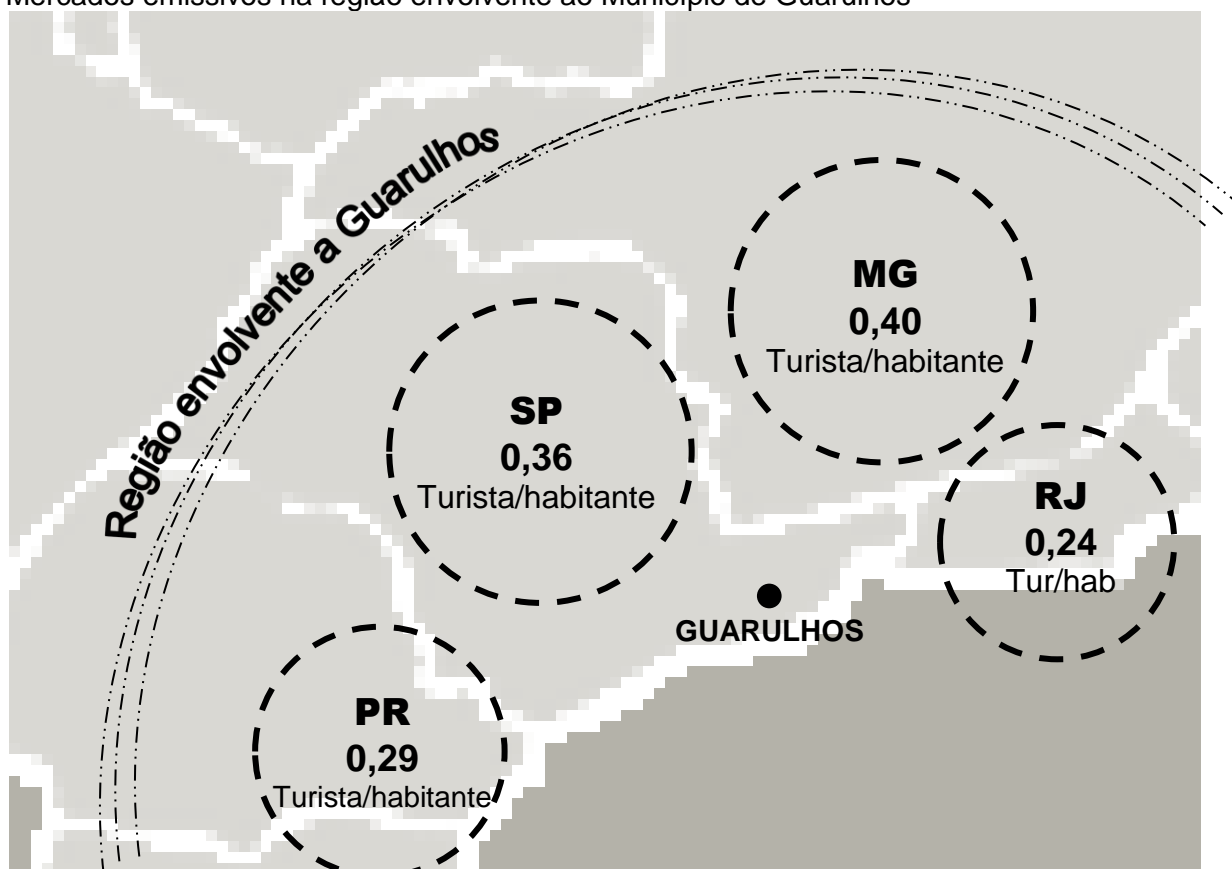 Mercados emissivos na região envolvente ao Município de Guarulhos
Região envolvente a Guarulhos
MG
0,40
Turista/habitante
SP
0,36
Turista/habitante
RJ
0,24
Tur/hab
GUARULHOS
PR
0,29
Turista/habitante